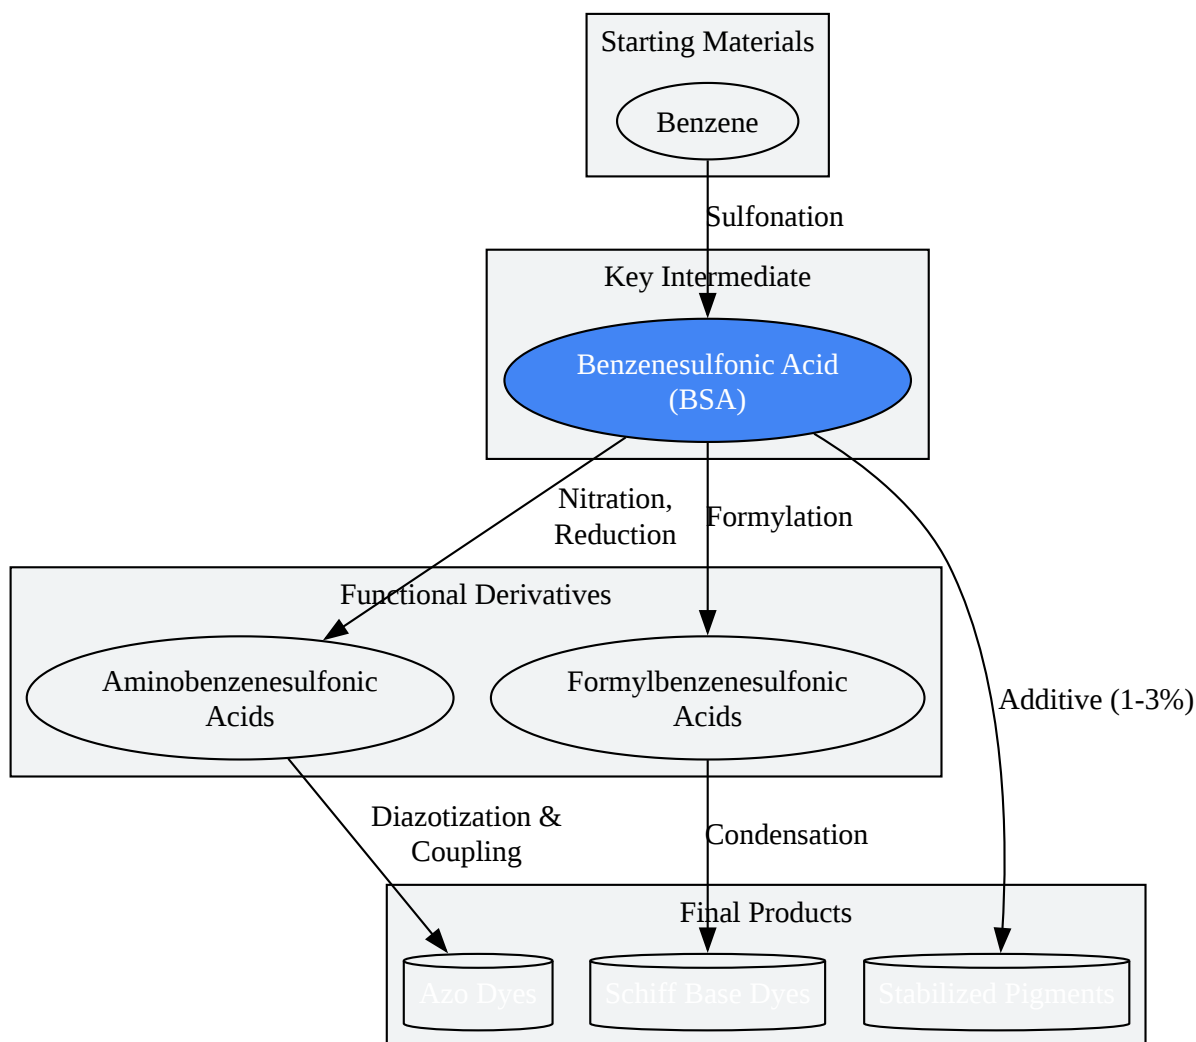 Starting Materials
Benzene
Sulfonation
Key Intermediate
Benzenesulfonic Acid
(BSA)
Nitration,
Reduction
Formylation
Functional Derivatives
Aminobenzenesulfonic
Acids
Formylbenzenesulfonic
Acids
Additive (1-3%)
Diazotization &
Coupling
Condensation
Final Products
Azo Dyes
Schiff Base Dyes
Stabilized Pigments